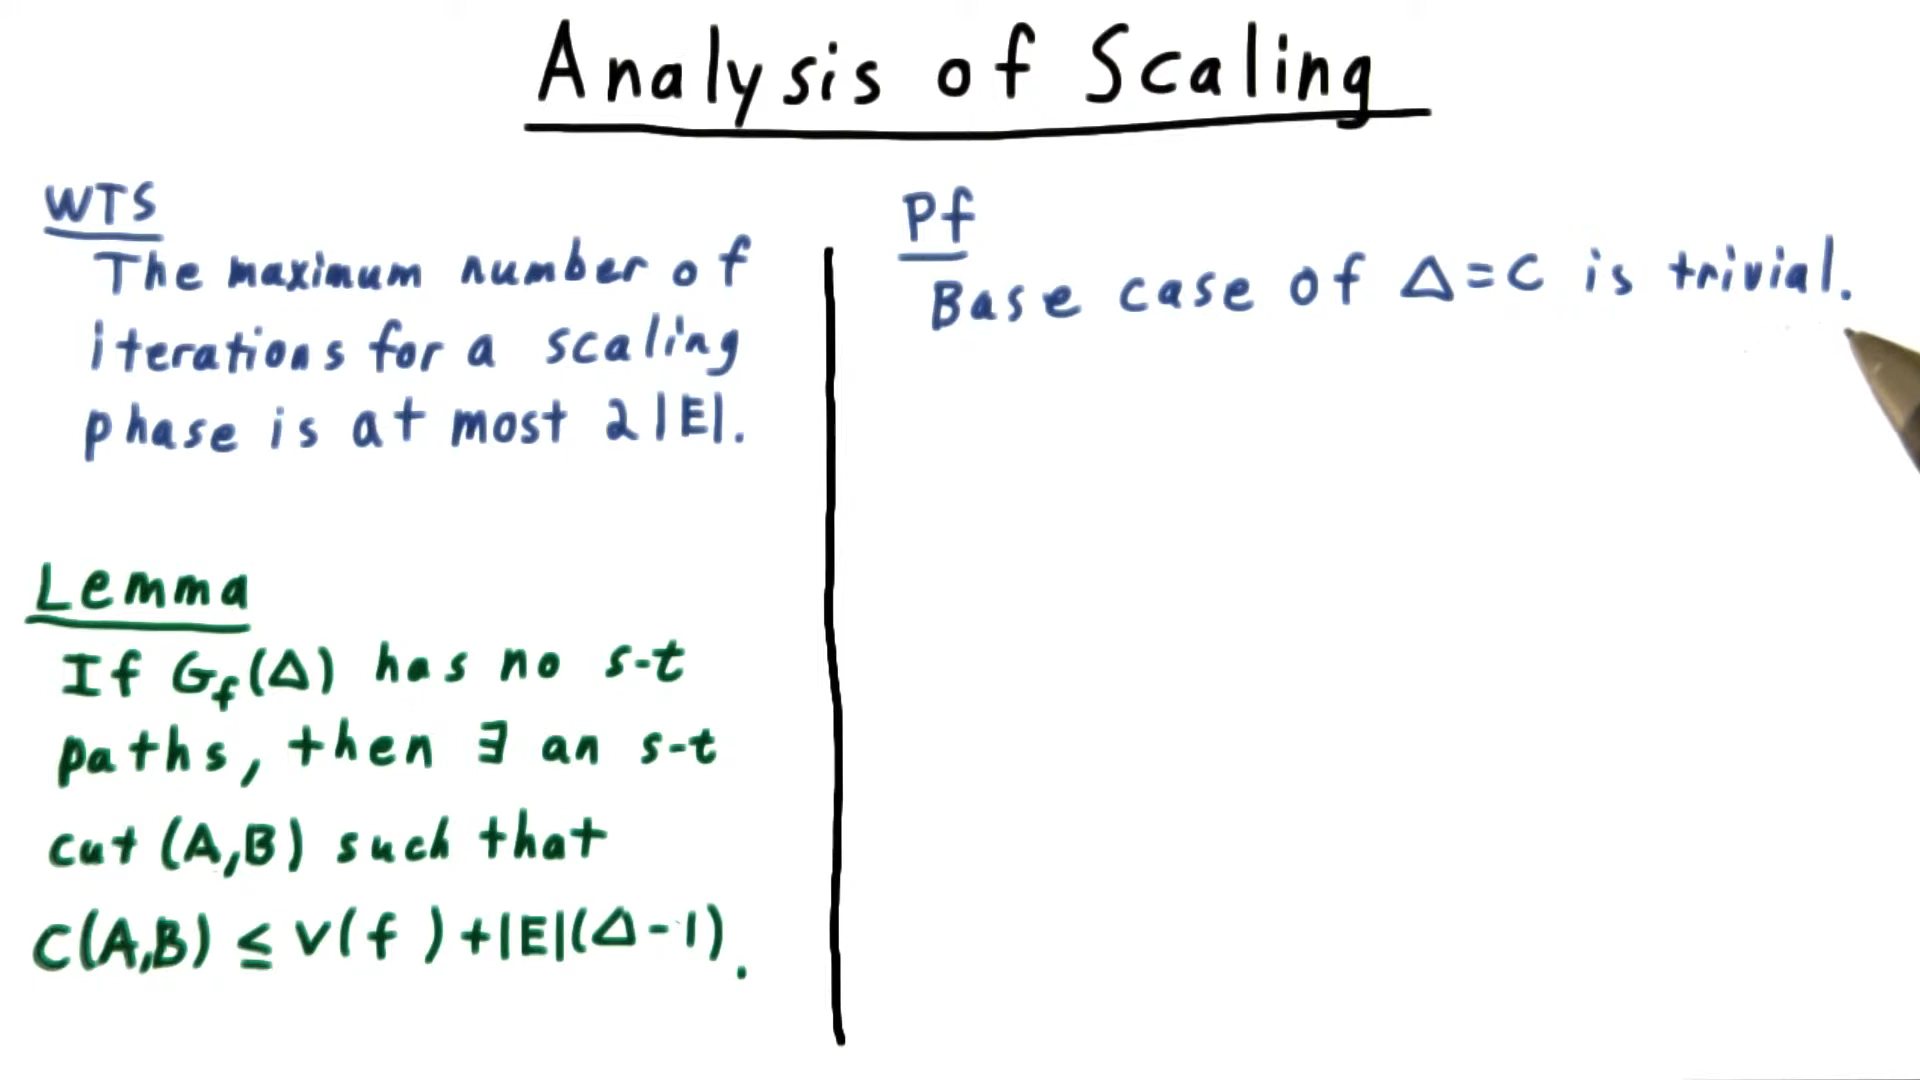 Analysis of Scaling
WTS
The maximum number of
iterations for a scaling
phase is at most 2|E|.
Lemma
If G_f(Δ) has no s-t
paths, then ∃ an s-t
cut (A,B) such that
C(A,B) ≤ v(f) + |E|(Δ-1).
Pf
Base case of Δ=C is trivial.